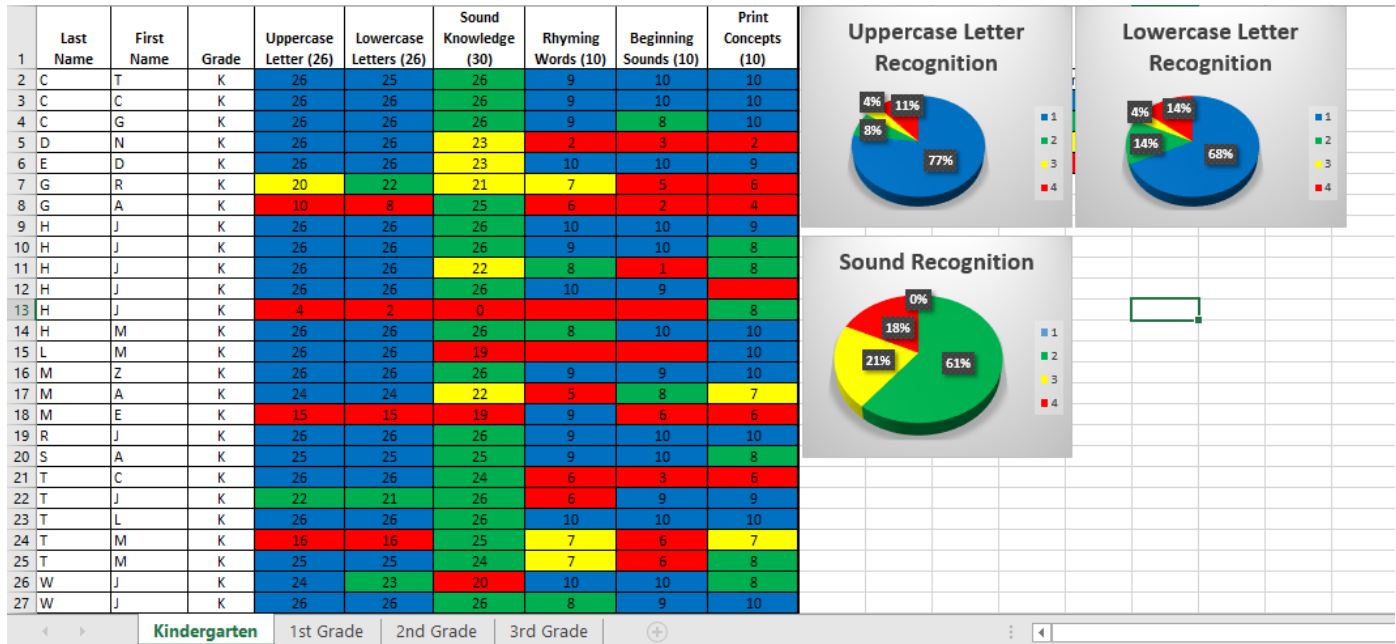 1 Last Name First Name Grade Uppercase Letter (26) Lowercase Letters (26) Sound Knowledge (30) Rhyming Words (10) Beginning Sounds (10) Print Concepts (10)
2 C T K 26 25 26 9 10 10
3 C C K 26 26 26 9 10 10
4 C G K 26 26 26 9 8 10
5 D N K 26 26 23 2 3 2
6 E D K 26 26 23 10 10 9
7 G R K 20 22 21 7 5 6
8 G A K 10 8 25 6 2 4
9 H J K 26 26 26 10 10 9
10 H J K 26 26 26 9 10 8
11 H J K 26 26 22 8 1 8
12 H J K 26 26 26 10 9
13 H J K 4 2 0 8
14 H M K 26 26 26 8 10 10
15 L M K 26 26 19 10
16 M Z K 26 26 26 9 9 10
17 M A K 24 24 22 5 8 7
18 M E K 15 15 19 9 6 6
19 R J K 26 26 26 9 10 10
20 S A K 25 25 26 9 10 8
21 T C K 26 26 24 6 3 6
22 T J K 22 21 26 6 9 9
23 T L K 26 26 26 10 10 10
24 T M K 16 16 25 7 6 7
25 T M K 25 25 24 7 6 8
26 W J K 24 23 20 10 10 8
27 W J K 26 26 26 8 9 10
Uppercase Letter
Recognition
4% 11%
8%
77%
1
2
3
4
Lowercase Letter
Recognition
4% 14%
14%
68%
1
2
3
4
Sound Recognition
0%
18%
21%
61%
1
2
3
4
Kindergarten 1st Grade 2nd Grade 3rd Grade